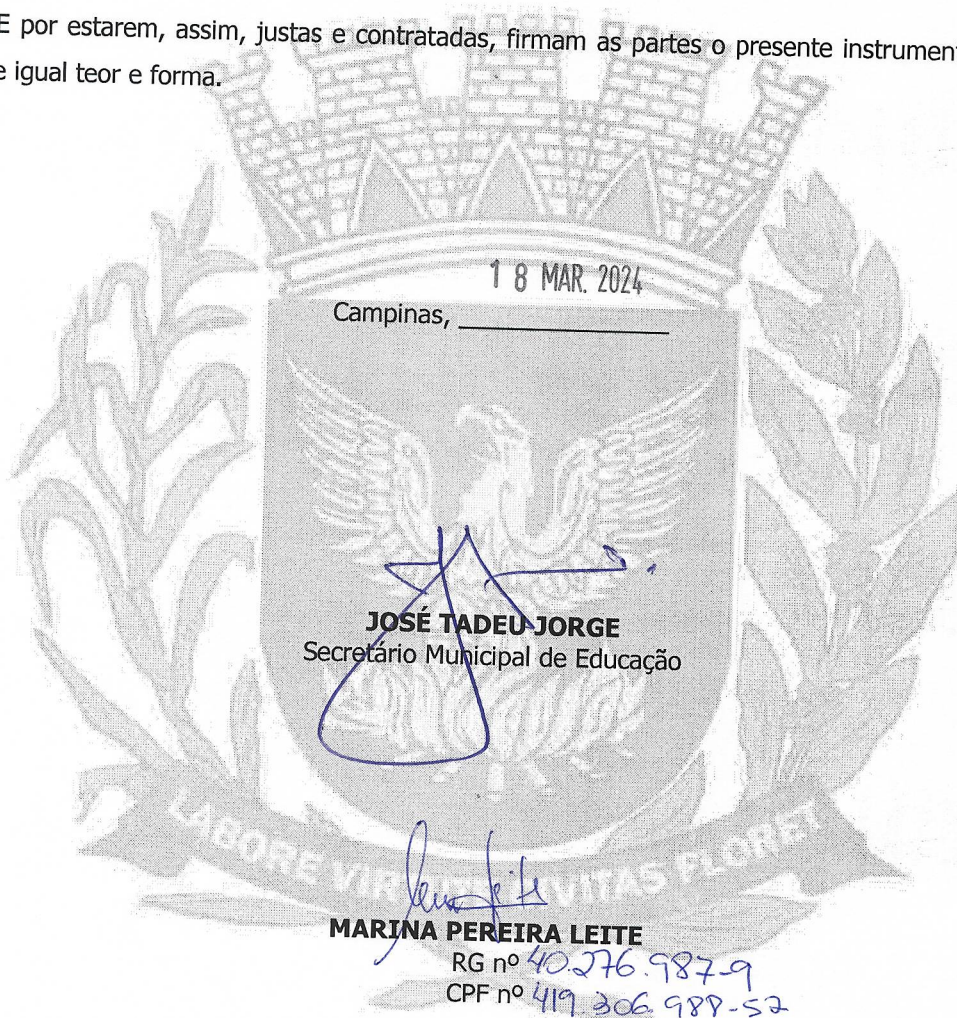 E por estarem, assim, justas e contratadas, firmam as partes o presente instrument
e igual teor e forma.
18 MAR. 2024
Campinas, _______________
JOSÉ TADEU JORGE
Secretário Municipal de Educação
LABORE VIRTUTE CIVITAS FLORET
MARINA PEREIRA LEITE
RG nº 40.276.987-9
CPF nº 419.306.988-52